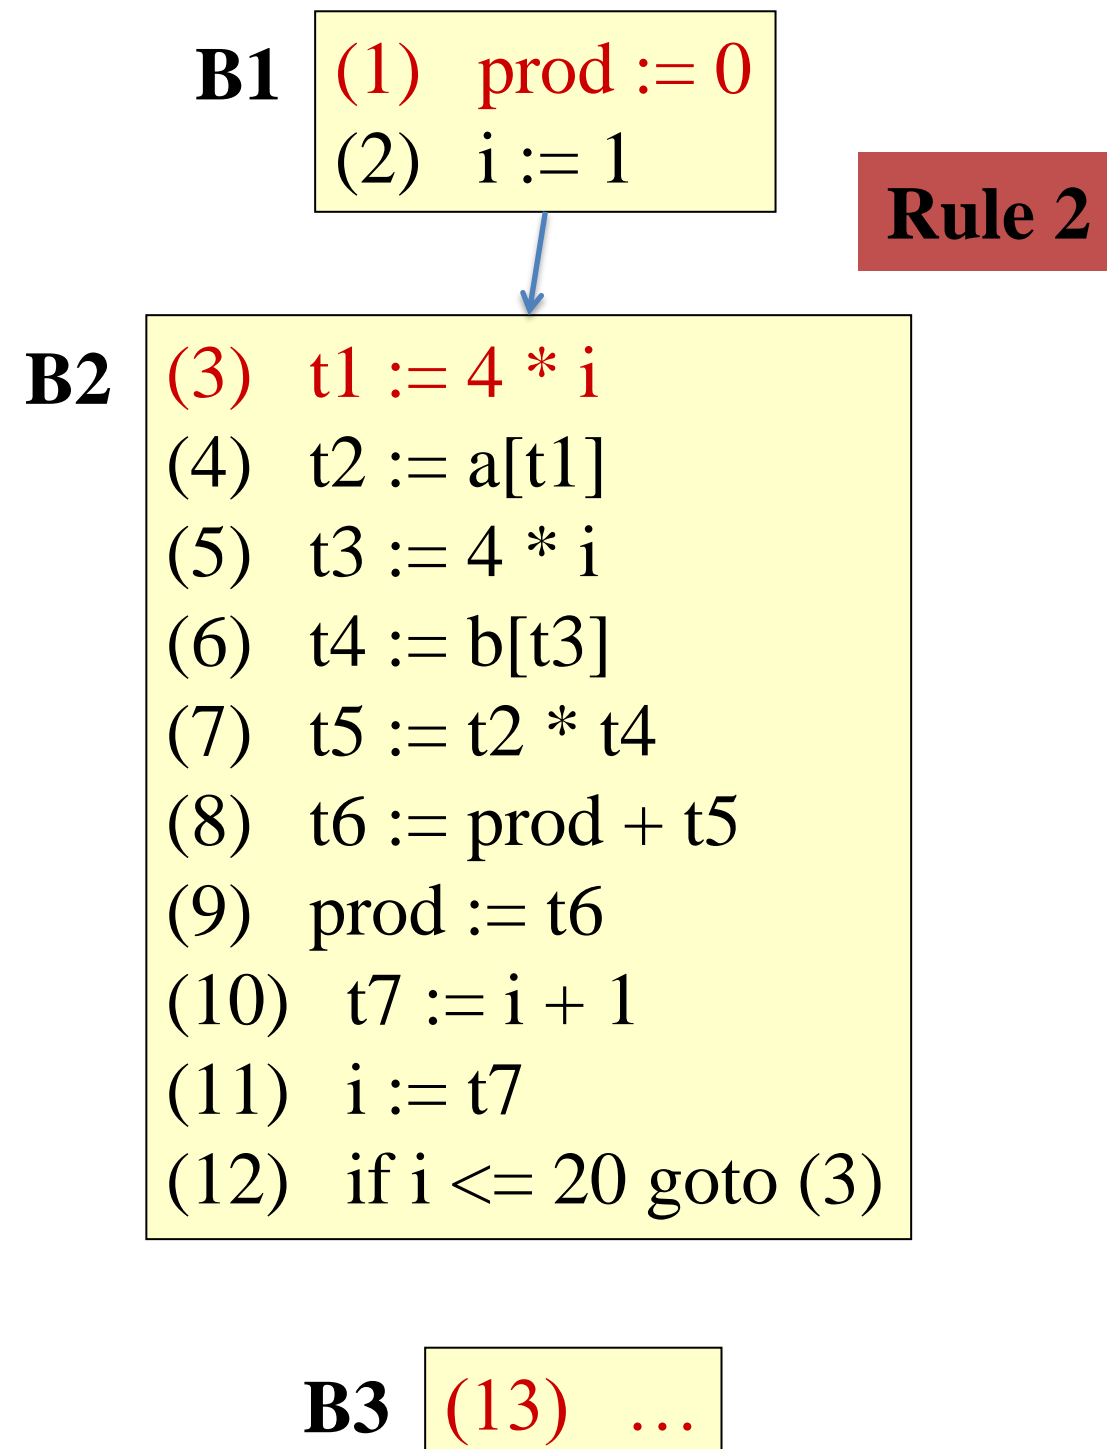 B1
(1) prod := 0
(2) i := 1
Rule 2
B2
(3) t1 := 4 * i
(4) t2 := a[t1]
(5) t3 := 4 * i
(6) t4 := b[t3]
(7) t5 := t2 * t4
(8) t6 := prod + t5
(9) prod := t6
(10) t7 := i + 1
(11) i := t7
(12) if i <= 20 goto (3)
B3
(13) …